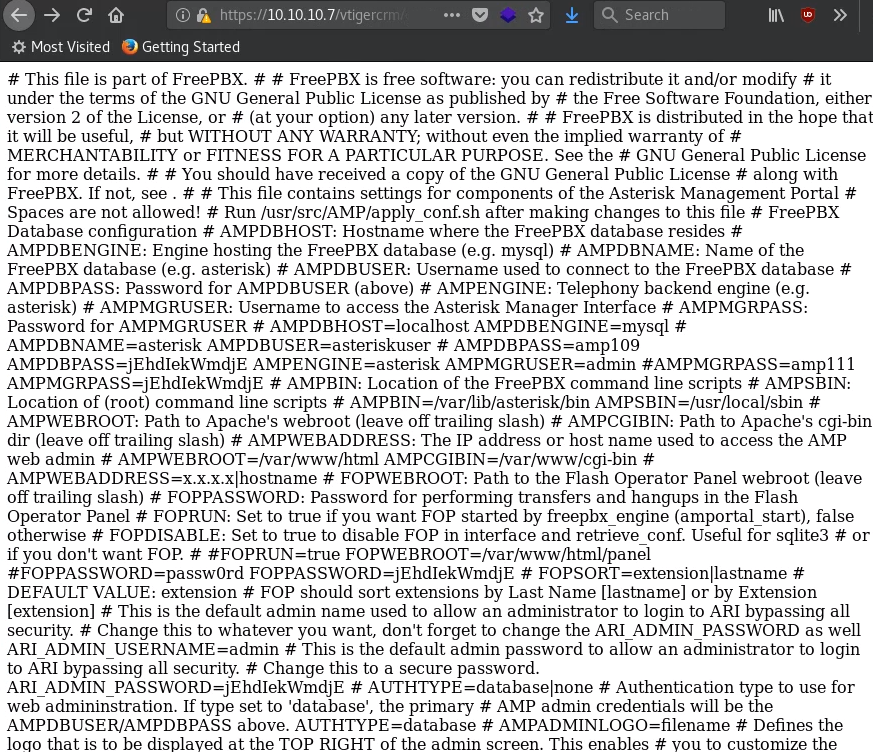 https://10.10.10.7/vtigercrm/
Search
Most Visited
Getting Started
# This file is part of FreePBX. # # FreePBX is free software: you can redistribute it and/or modify # it
under the terms of the GNU General Public License as published by # the Free Software Foundation, either
version 2 of the License, or # (at your option) any later version. # # FreePBX is distributed in the hope that
it will be useful, # but WITHOUT ANY WARRANTY; without even the implied warranty of #
MERCHANTABILITY or FITNESS FOR A PARTICULAR PURPOSE. See the # GNU General Public License
for more details. # # You should have received a copy of the GNU General Public License # along with
FreePBX. If not, see . # # This file contains settings for components of the Asterisk Management Portal #
Spaces are not allowed! # Run /usr/src/AMP/apply_conf.sh after making changes to this file # FreePBX
Database configuration # AMPDBHOST: Hostname where the FreePBX database resides #
AMPDBENGINE: Engine hosting the FreePBX database (e.g. mysql) # AMPDBNAME: Name of the
FreePBX database (e.g. asterisk) # AMPDBUSER: Username used to connect to the FreePBX database #
AMPDBPASS: Password for AMPDBUSER (above) # AMPENGINE: Telephony backend engine (e.g.
asterisk) # AMPMGRUSER: Username to access the Asterisk Manager Interface # AMPMGRPASS:
Password for AMPMGRUSER # AMPDBHOST=localhost AMPDBENGINE=mysql #
AMPDBNAME=asterisk AMPDBUSER=asteriskuser # AMPDBPASS=amp109
AMPDBPASS=jEhdIekWmdjE AMPENGINE=asterisk AMPMGRUSER=admin #AMPMGRPASS=amp111
AMPMGRPASS=jEhdIekWmdjE # AMPBIN: Location of the FreePBX command line scripts # AMPSBIN:
Location of (root) command line scripts # AMPBIN=/var/lib/asterisk/bin AMPSBIN=/usr/local/sbin #
AMPWEBROOT: Path to Apache's webroot (leave off trailing slash) # AMPCGIBIN: Path to Apache's cgi-bin
dir (leave off trailing slash) # AMPWEBADDRESS: The IP address or host name used to access the AMP
web admin # AMPWEBROOT=/var/www/html AMPCGIBIN=/var/www/cgi-bin #
AMPWEBADDRESS=x.x.x.x|hostname # FOPWEBROOT: Path to the Flash Operator Panel webroot (leave
off trailing slash) # FOPPASSWORD: Password for performing transfers and hangups in the Flash
Operator Panel # FOPRUN: Set to true if you want FOP started by freepbx_engine (amportal_start), false
otherwise # FOPDISABLE: Set to true to disable FOP in interface and retrieve_conf. Useful for sqlite3 # or
if you don't want FOP. # #FOPRUN=true FOPWEBROOT=/var/www/html/panel
#FOPPASSWORD=passw0rd FOPPASSWORD=jEhdIekWmdjE # FOPSORT=extension|lastname #
DEFAULT VALUE: extension # FOP should sort extensions by Last Name [lastname] or by Extension
[extension] # This is the default admin name used to allow an administrator to login to ARI bypassing all
security. # Change this to whatever you want, don't forget to change the ARI_ADMIN_PASSWORD as well
ARI_ADMIN_USERNAME=admin # This is the default admin password to allow an administrator to login
to ARI bypassing all security. # Change this to a secure password.
ARI_ADMIN_PASSWORD=jEhdIekWmdjE # AUTHTYPE=database|none # Authentication type to use for
web admininstration. If type set to 'database', the primary # AMP admin credentials will be the
AMPDBUSER/AMPDBPASS above. AUTHTYPE=database # AMPADMINLOGO=filename # Defines the
logo that is to be displayed at the TOP RIGHT of the admin screen. This enables # you to customize the